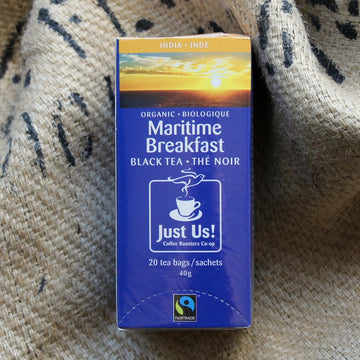 INDIA • INDE
ORGANIC • BIOLOGIQUE
Maritime
Breakfast
BLACK TEA • THÉ NOIR
Just Us!
Coffee Roasters Co-op
20 tea bags/sachets
40g
FAIRTRADE